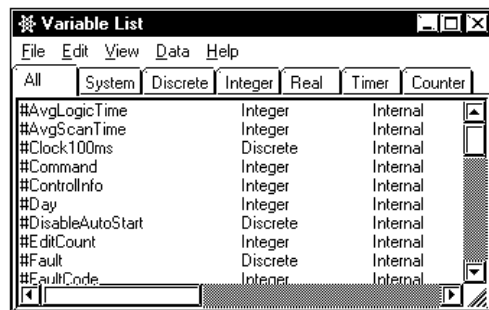 Variable List
File Edit View Data Help
All System Discrete Integer Real Timer Counter
#AvgLogicTime Integer Internal
#AvgScanTime Integer Internal
#Clock100ms Discrete Internal
#Command Integer Internal
#ControlInfo Integer Internal
#Day Integer Internal
#DisableAutoStart Discrete Internal
#EditCount Integer Internal
#Fault Discrete Internal
#FaultCode Integer Internal